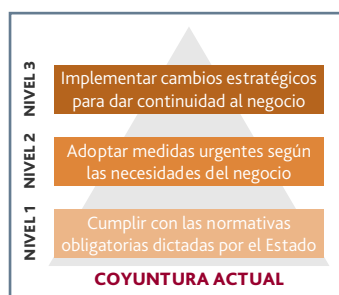 NIVEL 3
Implementar cambios estratégicos
para dar continuidad al negocio
NIVEL 2
Adoptar medidas urgentes según
las necesidades del negocio
NIVEL 1
Cumplir con las normativas
obligatorias dictadas por el Estado
COYUNTURA ACTUAL